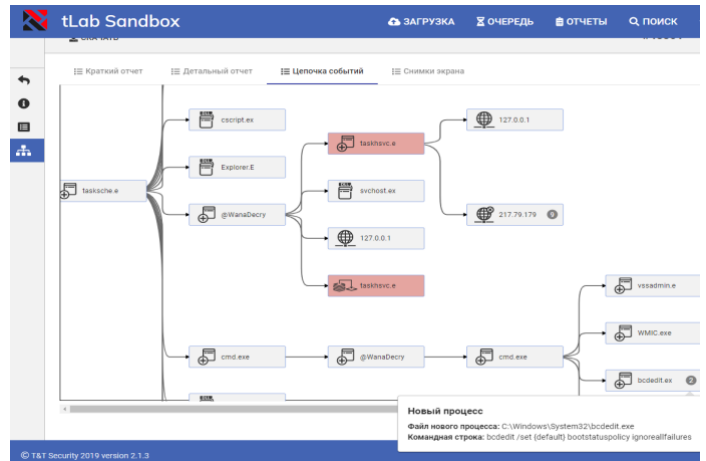 tLab Sandbox
ЗАГРУЗКА
ОЧЕРЕДЬ
ОТЧЕТЫ
ПОИСК
СКАЧАТЬ
Краткий отчет
Детальный отчет
Цепочка событий
Снимки экрана
cscript.ex
taskhsvc.e
127.0.0.1
Explorer.E
svchost.ex
tasksche.e
@WanaDecry
217.79.179
5
127.0.0.1
taskhsvc.e
vssadmin.e
WMIC.exe
cmd.exe
@WanaDecry
cmd.exe
bcdedit.ex
2
Новый процесс
Файл нового процесса: C:\Windows\System32\bcdedit.exe
Командная строка: bcdedit /set {default} bootstatuspolicy ignoreallfailures
© T&T Security 2019 version 2.1.3